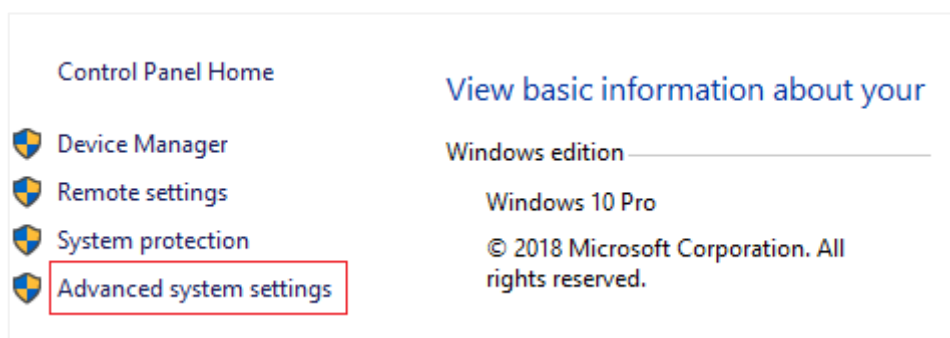 Control Panel Home
Device Manager
Remote settings
System protection
Advanced system settings
View basic information about your
Windows edition
Windows 10 Pro
© 2018 Microsoft Corporation. All
rights reserved.